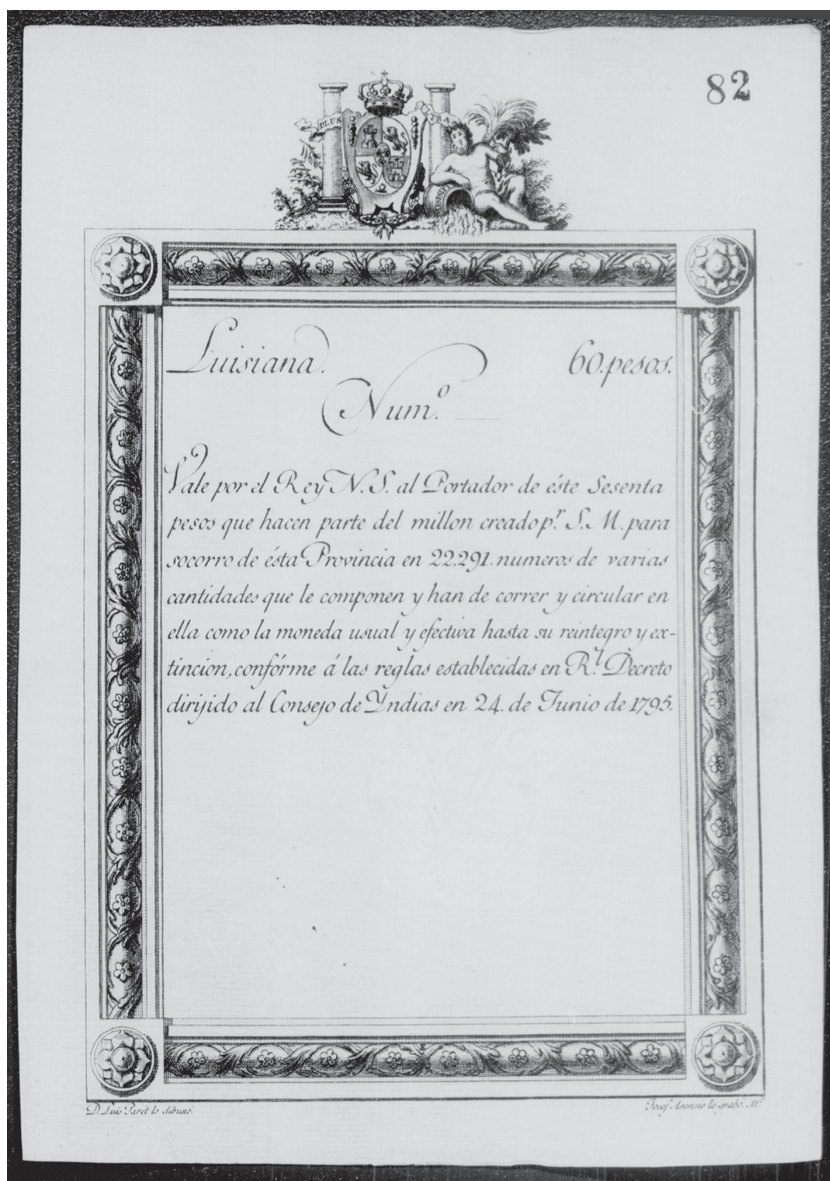 82
PLUS ULTRA
Luisiana. 60.pesos.
Num.º
Vale por el Rey N.S. al Portador de éste Sesenta
pesos que hacen parte del millon creado p.r S.M. para
socorro de ésta Provincia en 22.291. numeros de varias
cantidades que le componen y han de correr y circular en
ella como la moneda usual y efectiva hasta su reintegro y ex-
tincion, confórme á las reglas establecidas en R.l Decreto
dirijido al Consejo de Yndias en 24. de Junio de 1795.
D. Luis Paret lo dibuxó. Josef Asensio lo grabó. M.d